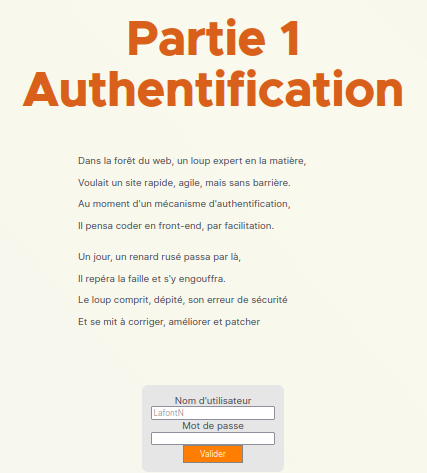 Partie 1
Authentification
Dans la forêt du web, un loup expert en la matière,
Voulait un site rapide, agile, mais sans barrière.
Au moment d'un mécanisme d'authentification,
Il pensa coder en front-end, par facilitation.
Un jour, un renard rusé passa par là,
Il repéra la faille et s'y engouffra.
Le loup comprit, dépité, son erreur de sécurité
Et se mit à corriger, améliorer et patcher
Nom d'utilisateur
LafontN
Mot de passe
Valider